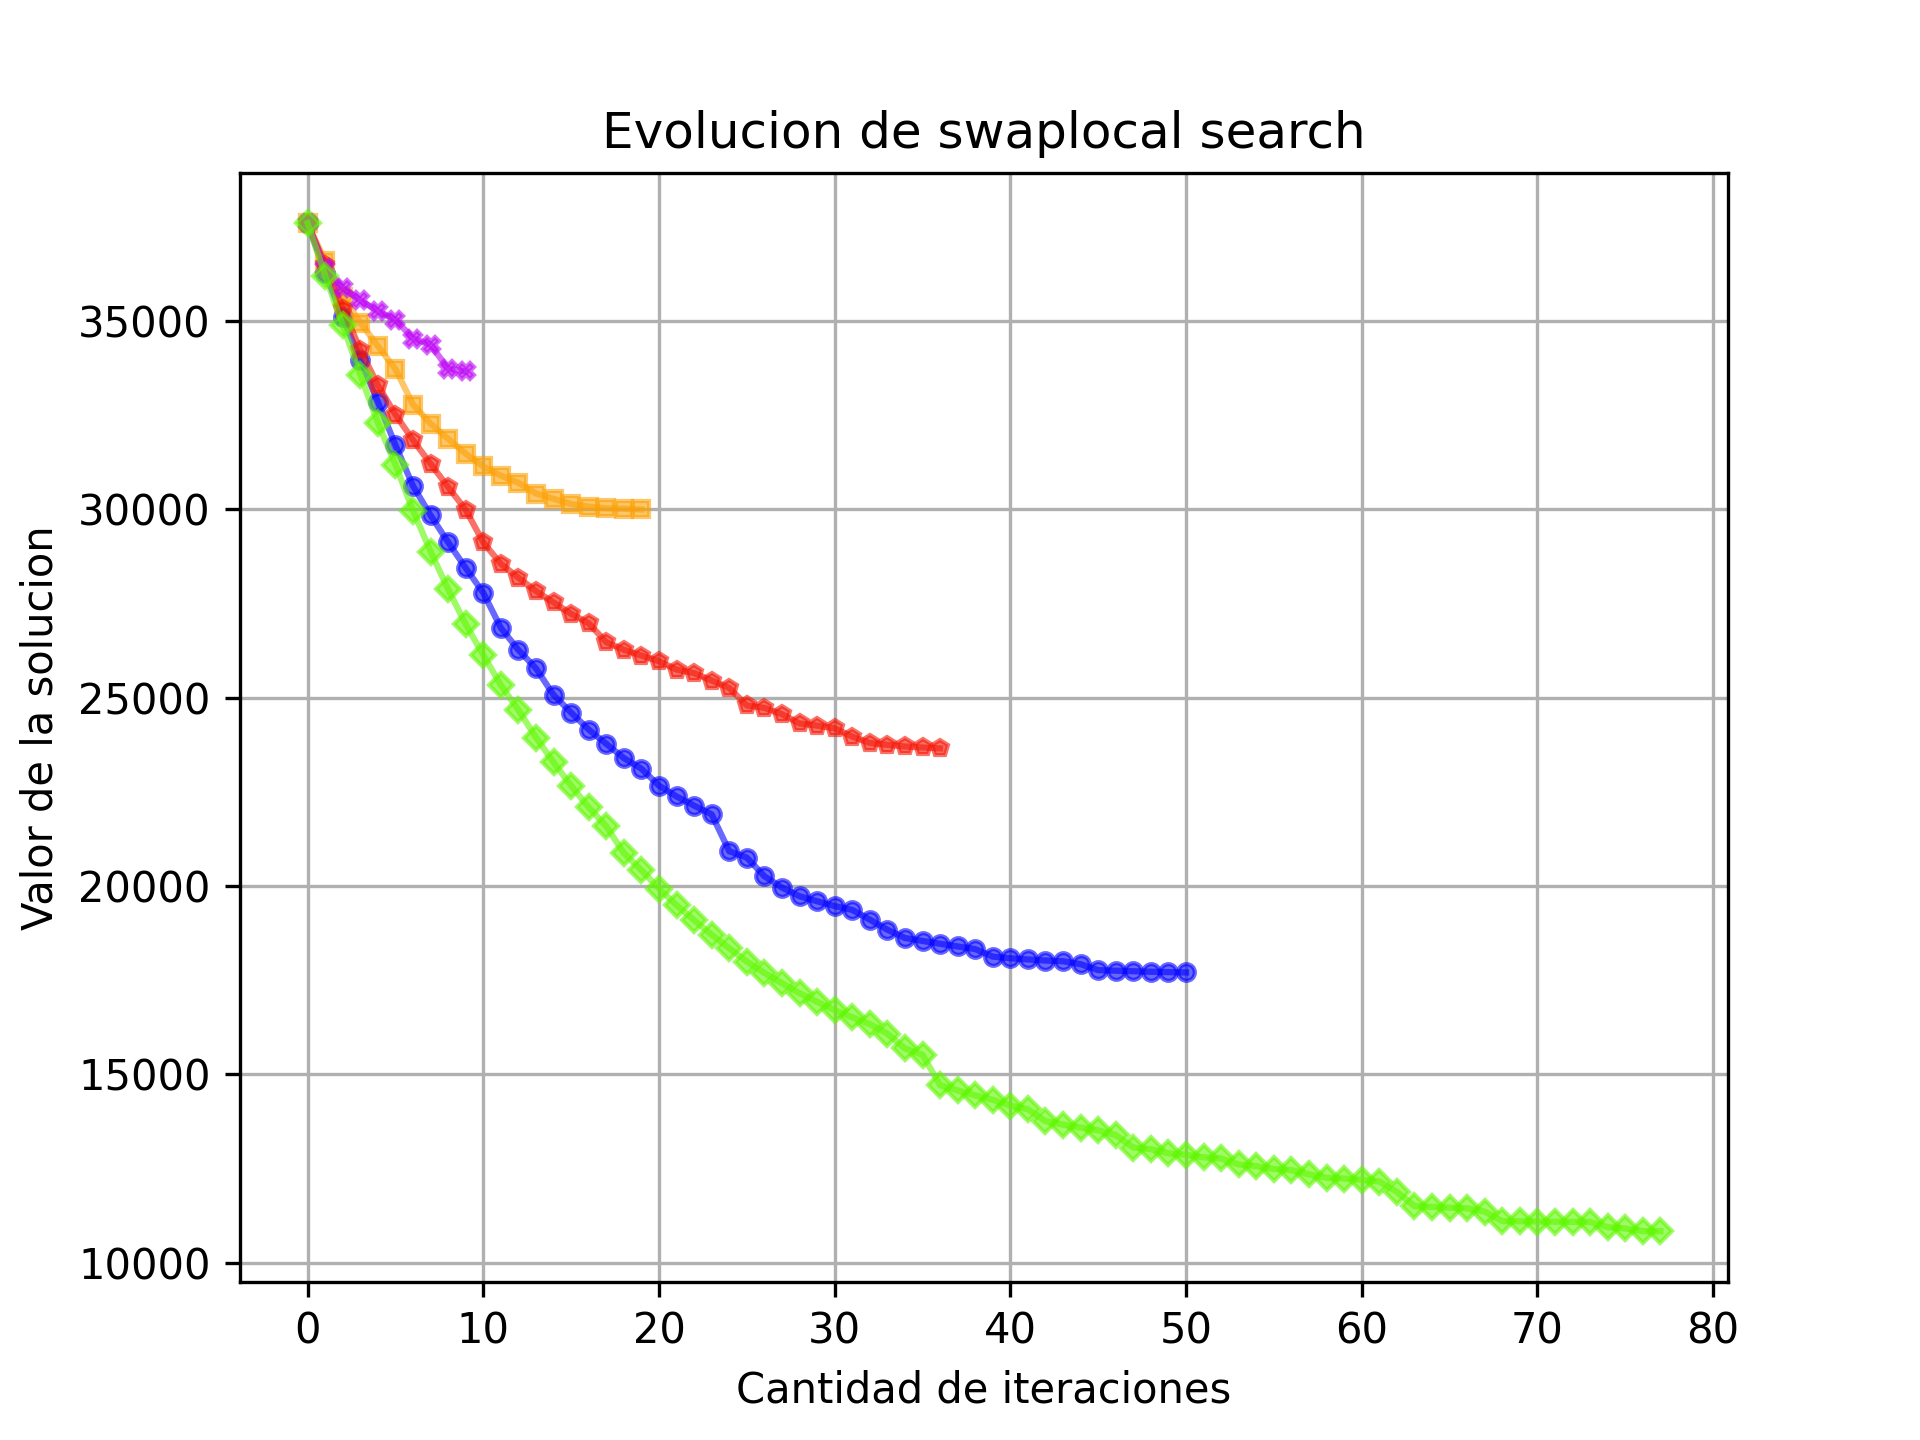 Evolucion de swaplocal search
Valor de la solucion
35000
30000
25000
20000
15000
10000
0 10 20 30 40 50 60 70 80
Cantidad de iteraciones